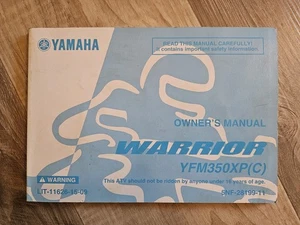 YAMAHA
READ THIS MANUAL CAREFULLY!
It contains important safety information.
OWNER'S MANUAL
WARRIOR
YFM350XP(C)
WARNING
This ATV should not be ridden by anyone under 16 years of age.
LIT-11626-15-09
5NF-28199-11